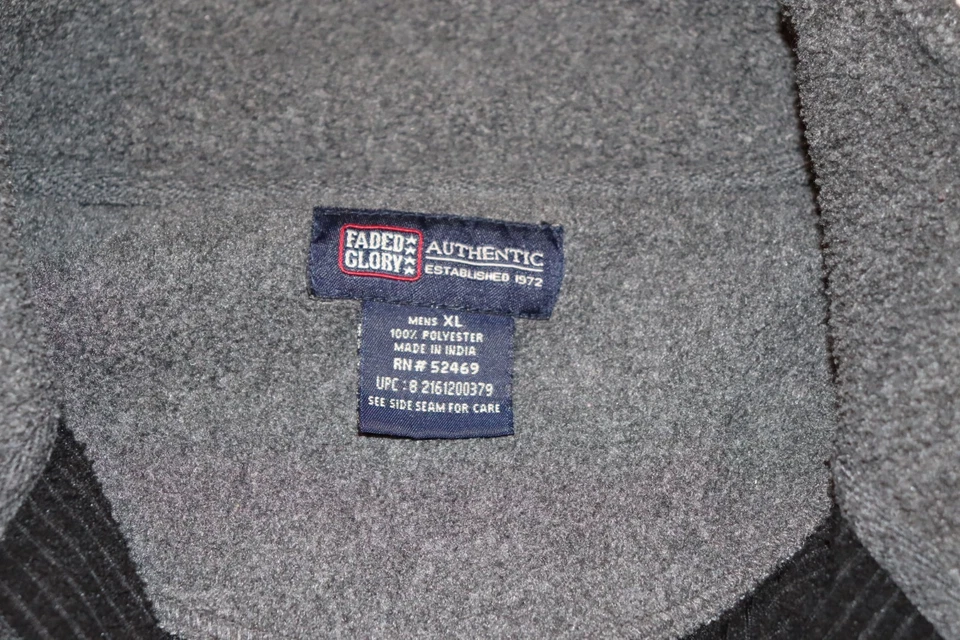 FADED GLORY
AUTHENTIC
ESTABLISHED 1972
MENS XL
100% POLYESTER
MADE IN INDIA
RN# 52469
UPC : 8 2161200379
SEE SIDE SEAM FOR CARE